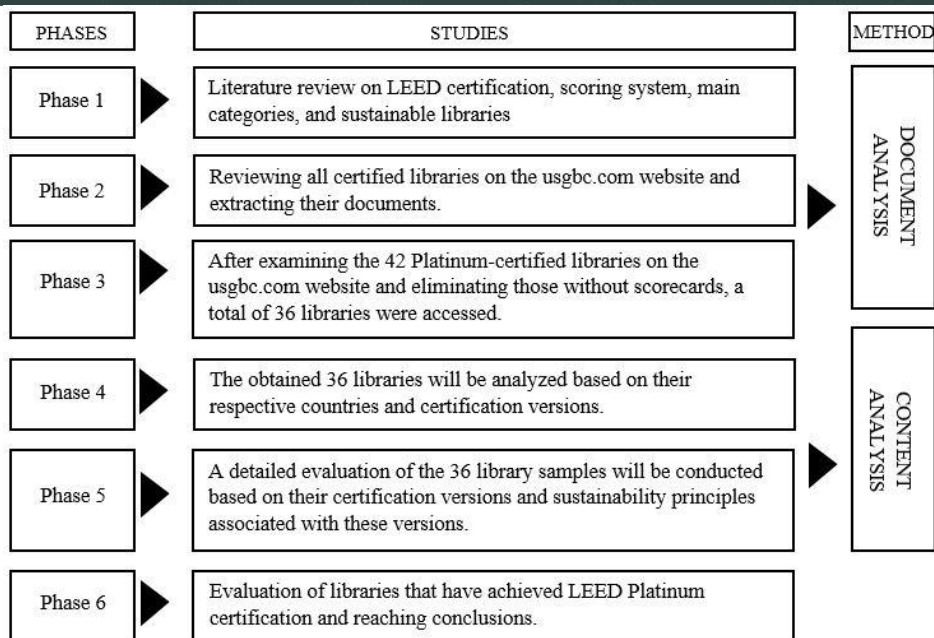 PHASES
STUDIES
METHOD
Phase 1
Literature review on LEED certification, scoring system, main
categories, and sustainable libraries
Phase 2
Reviewing all certified libraries on the usgbc.com website and
extracting their documents.
Phase 3
After examining the 42 Platinum-certified libraries on the
usgbc.com website and eliminating those without scorecards, a
total of 36 libraries were accessed.
DOCUMENT
ANALYSIS
Phase 4
The obtained 36 libraries will be analyzed based on their
respective countries and certification versions.
Phase 5
A detailed evaluation of the 36 library samples will be conducted
based on their certification versions and sustainability principles
associated with these versions.
CONTENT
ANALYSIS
Phase 6
Evaluation of libraries that have achieved LEED Platinum
certification and reaching conclusions.